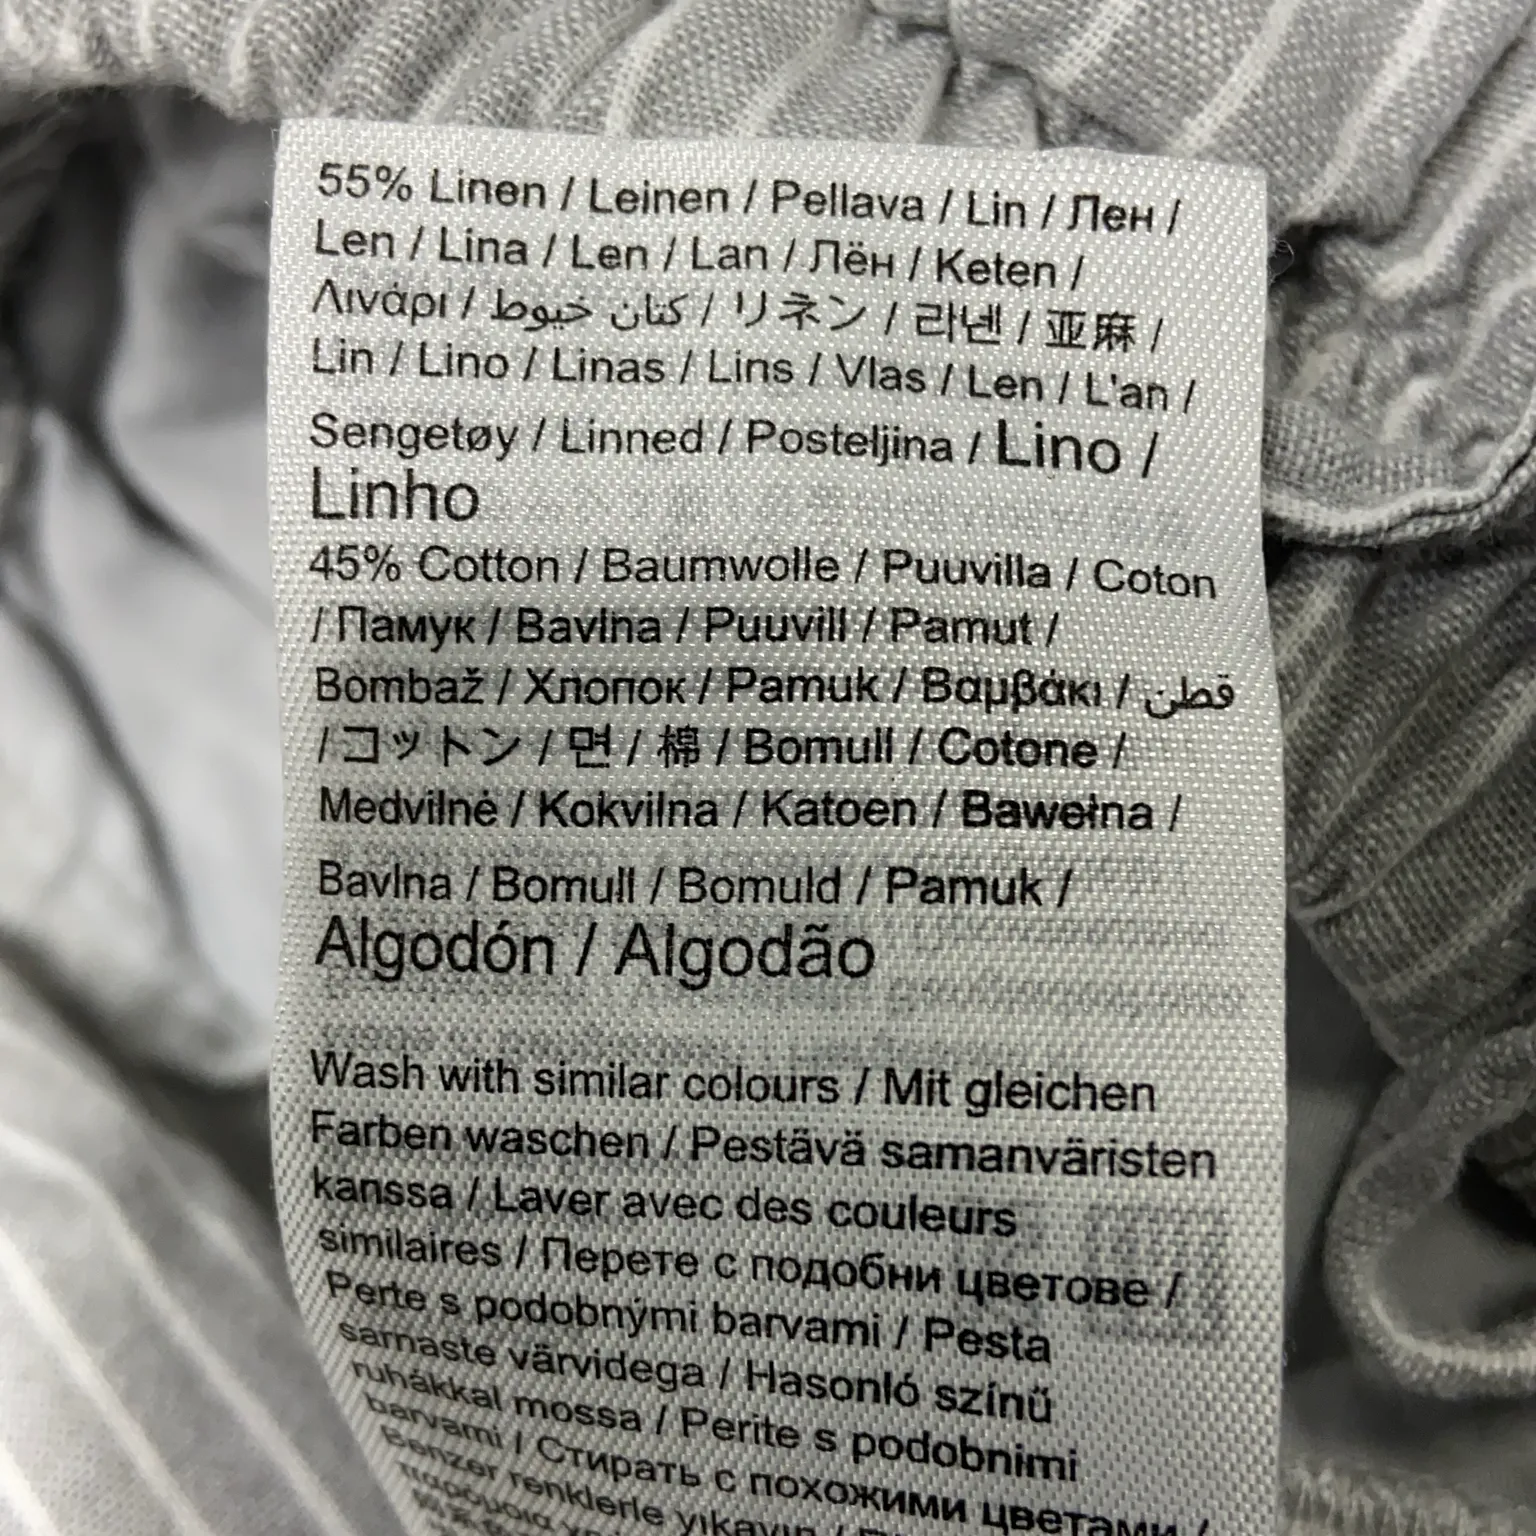 55% Linen / Leinen / Pellava / Lin / Лен /
Len / Lina / Len / Lan / Лён / Keten /
Λινάρι / كتان خيوط / リネン / 리넨 / 亚麻 /
Lin / Lino / Linas / Lins / Vlas / Len / L'an /
Sengetøy / Linned / Posteljina / Lino /
Linho
45% Cotton / Baumwolle / Puuvilla / Coton
/ Памук / Bavlna / Puuvill / Pamut /
Bombaž / Хлопок / Pamuk / Βαμβάκι / قطن
/ コットン / 면 / 棉 / Bomull / Cotone /
Medvilnė / Kokvilna / Katoen / Bawełna /
Bavlna / Bomull / Bomuld / Pamuk /
Algodón / Algodão
Wash with similar colours / Mit gleichen
Farben waschen / Pestävä samanväristen
kanssa / Laver avec des couleurs
similaires / Перете с подобни цветове /
Perte s podobnými barvami / Pesta
sarnaste värvidega / Hasonló színű
ruhákkal mossa / Perite s podobnimi
barvami / Стирать с похожими цветами /
Benzer renklerle yıkayın /
παρόμοια